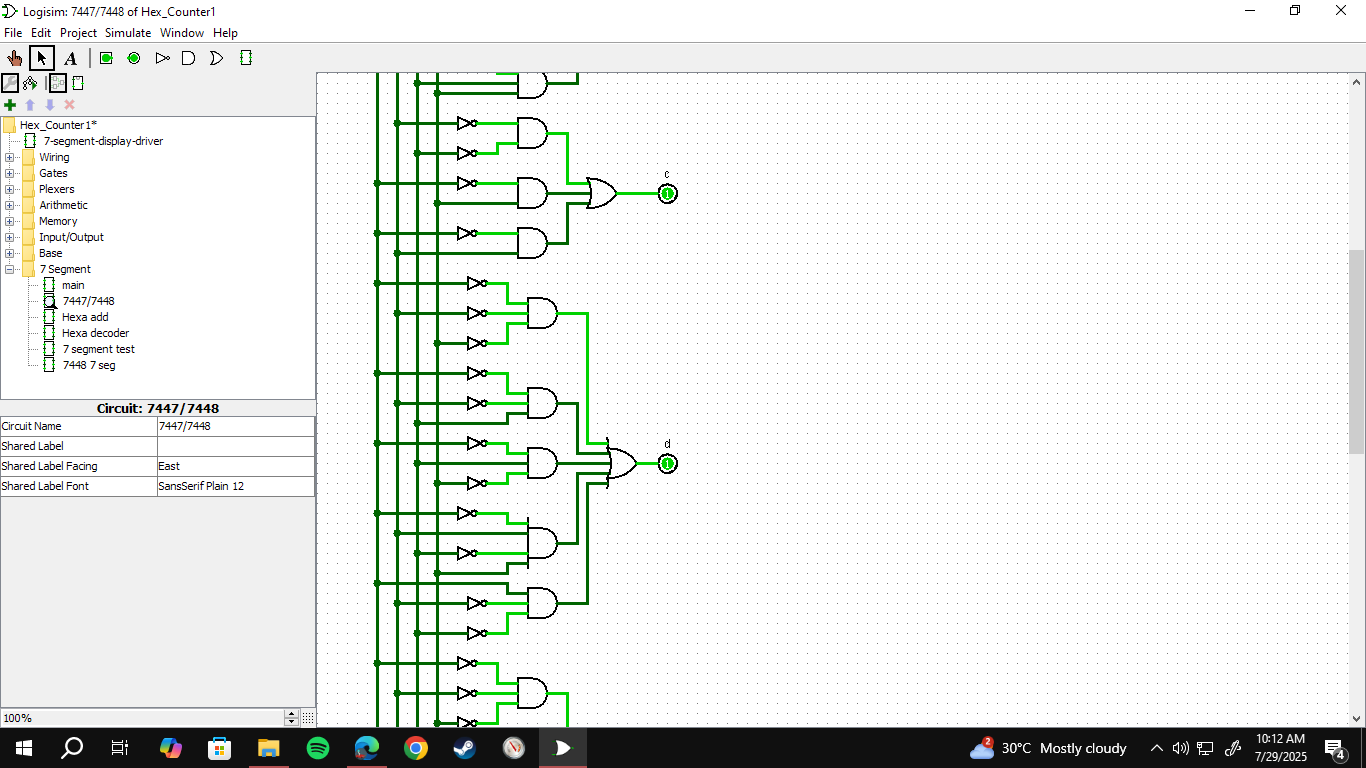 Logisim: 7447/7448 of Hex_Counter1
File Edit Project Simulate Window Help
A
Hex_Counter1*
7-segment-display-driver
Wiring
Gates
Plexers
Arithmetic
Memory
Input/Output
Base
7 Segment
main
7447/7448
Hexa add
Hexa decoder
7 segment test
7448 7 seg
Circuit: 7447/7448
Circuit Name 7447/7448
Shared Label
Shared Label Facing East
Shared Label Font SansSerif Plain 12
100%
c
1
d
1
2
30°C Mostly cloudy
10:12 AM
7/29/2025
4